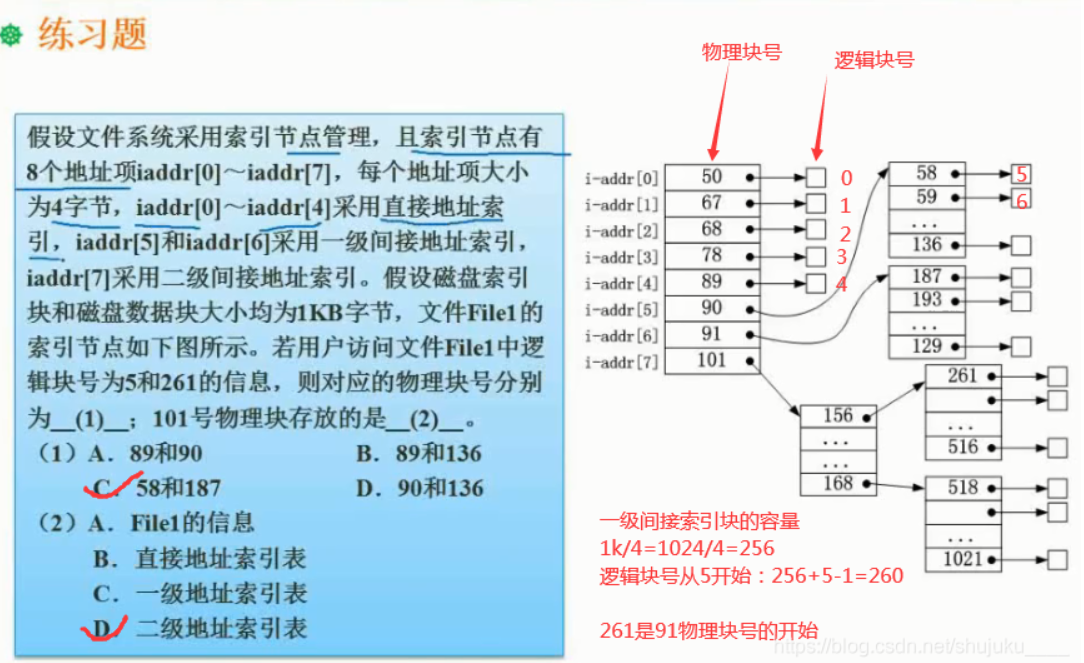 练习题
假设文件系统采用索引节点管理，且索引节点有
8个地址项iaddr[0]～iaddr[7]，每个地址项大小
为4字节，iaddr[0]～iaddr[4]采用直接地址索
引，iaddr[5]和iaddr[6]采用一级间接地址索引，
iaddr[7]采用二级间接地址索引。假设磁盘索引
块和磁盘数据块大小均为1KB字节，文件File1的
索引节点如下图所示。若用户访问文件File1中逻
辑块号为5和261的信息，则对应的物理块号分别
为__(1)__；101号物理块存放的是__(2)__。
（1）A．89和90 B．89和136
C．58和187 D．90和136
（2）A．File1的信息
B．直接地址索引表
C．一级地址索引表
D．二级地址索引表
物理块号
逻辑块号
i-addr[0] 50 0
i-addr[1] 67 1
i-addr[2] 68 2
i-addr[3] 78 3
i-addr[4] 89 4
i-addr[5] 90
i-addr[6] 91
i-addr[7] 101
58 5
59 6
...
136
187
193
...
129
156
...
...
168
261
...
516
518
...
1021
一级间接索引块的容量
1k/4=1024/4=256
逻辑块号从5开始：256+5-1=260
261是91物理块号的开始
https://blog.csdn.net/shujuku____